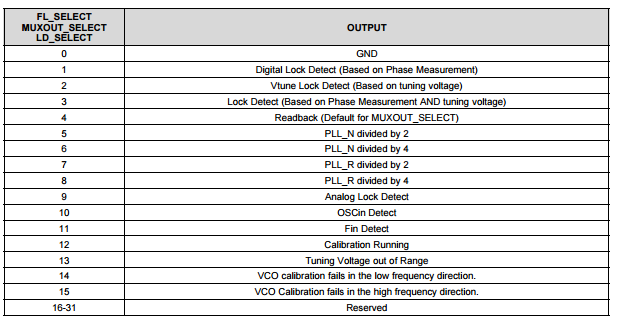 FL_SELECT
MUXOUT_SELECT
LD_SELECT
OUTPUT
0 GND
1 Digital Lock Detect (Based on Phase Measurement)
2 Vtune Lock Detect (Based on tuning voltage)
3 Lock Detect (Based on Phase Measurement AND tuning voltage)
4 Readback (Default for MUXOUT_SELECT)
5 PLL_N divided by 2
6 PLL_N divided by 4
7 PLL_R divided by 2
8 PLL_R divided by 4
9 Analog Lock Detect
10 OSCin Detect
11 Fin Detect
12 Calibration Running
13 Tuning Voltage out of Range
14 VCO calibration fails in the low frequency direction.
15 VCO Calibration fails in the high frequency direction.
16-31 Reserved